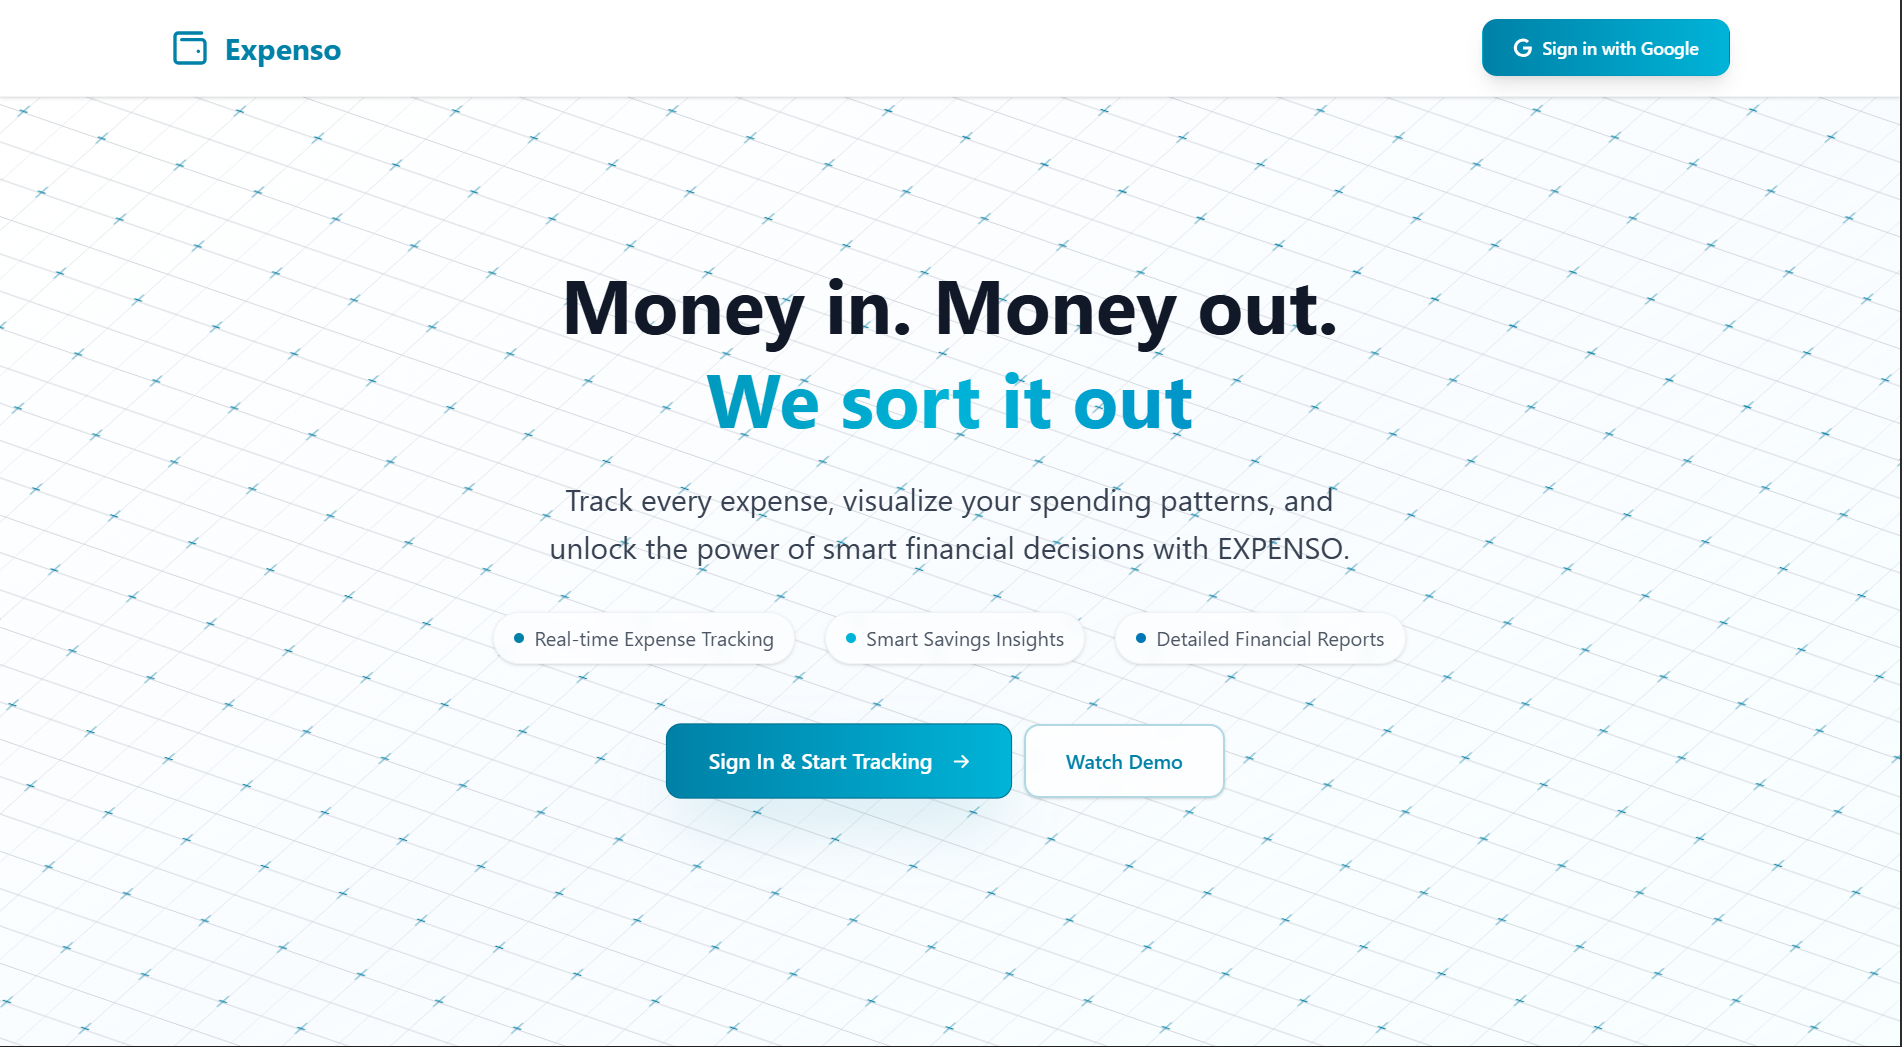 Expenso
Sign in with Google
Money in. Money out.
We sort it out
Track every expense, visualize your spending patterns, and
unlock the power of smart financial decisions with EXPENSO.
Real-time Expense Tracking
Smart Savings Insights
Detailed Financial Reports
Sign In & Start Tracking →
Watch Demo